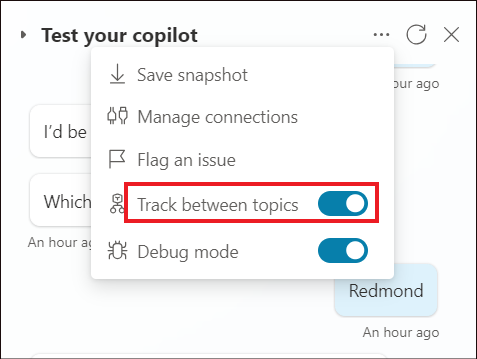 Test your copilot
our ago
Save snapshot
I'd be
Manage connections
Flag an issue
Which
Track between topics
An hour ag
Debug mode
Redmond
An hour ago